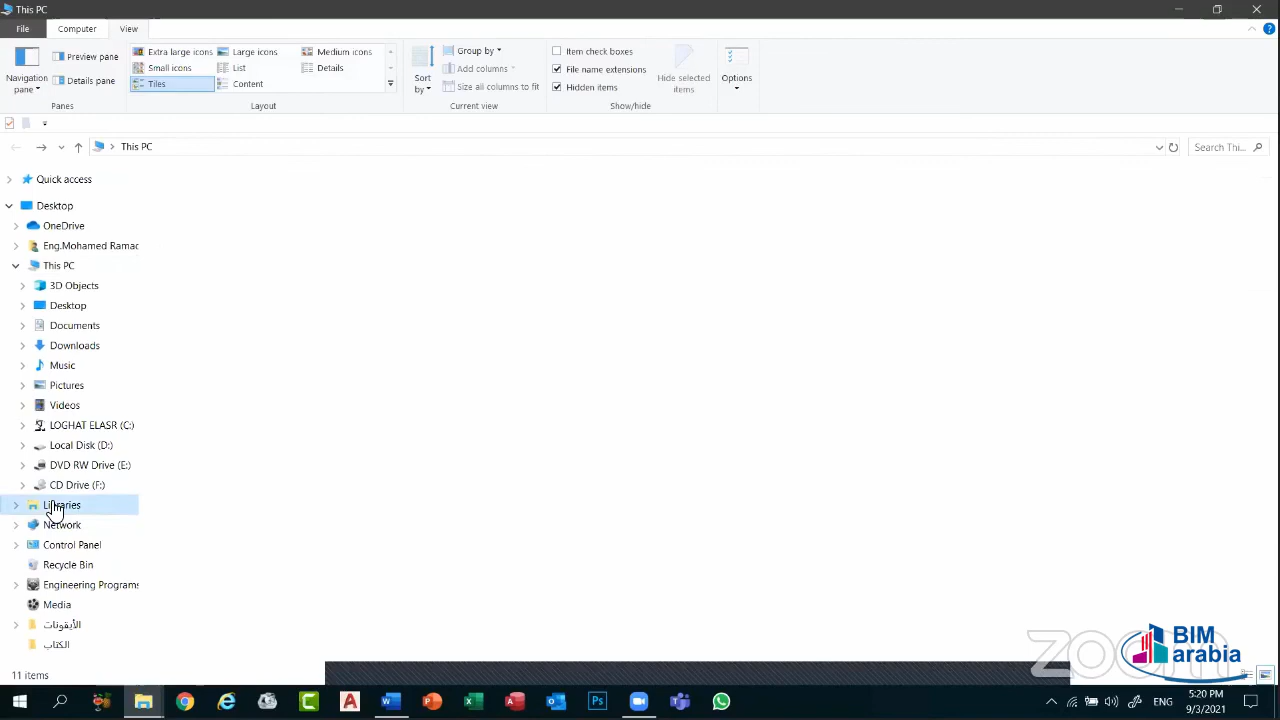 This PC
File Computer View
Navigation pane
Preview pane
Details pane
Panes
Extra large icons Large icons Medium icons
Small icons List Details
Tiles Content
Layout
Sort by
Group by
Add columns
Size all columns to fit
Current view
Item check boxes
File name extensions
Hidden items
Hide selected items
Show/hide
Options
This PC
Search Thi...
Quick access
Desktop
OneDrive
Eng.Mohamed Ramac
This PC
3D Objects
Desktop
Documents
Downloads
Music
Pictures
Videos
LOGHAT ELASR (C:)
Local Disk (D:)
DVD RW Drive (E:)
CD Drive (F:)
Libraries
Network
Control Panel
Recycle Bin
Engineering Programs
Media
الأيقونات
الكتاب
11 items
zoom
BIM
arabia
ENG
5:20 PM
9/3/2021